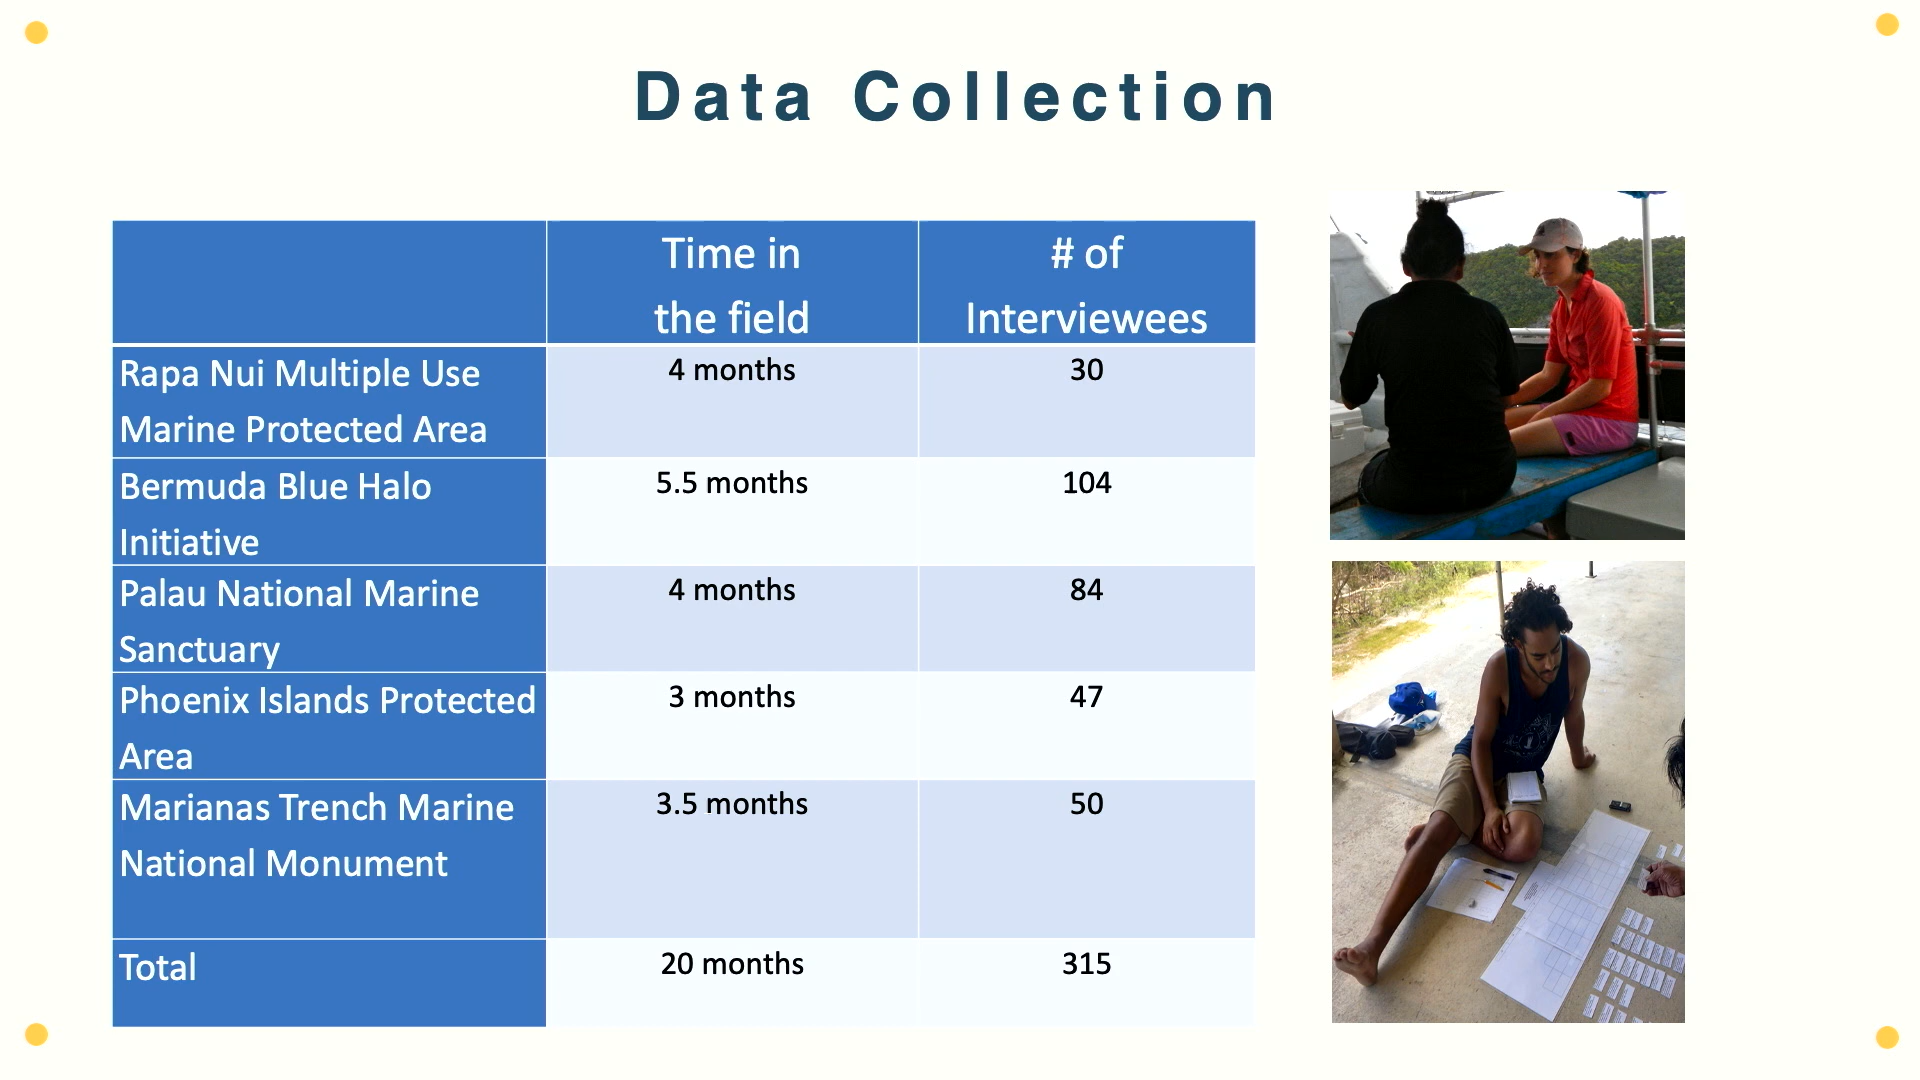 Data Collection
Time in
the field
# of
Interviewees
Rapa Nui Multiple Use
Marine Protected Area
4 months
30
Bermuda Blue Halo
Initiative
5.5 months
104
Palau National Marine
Sanctuary
4 months
84
Phoenix Islands Protected
Area
3 months
47
Marianas Trench Marine
National Monument
3.5 months
50
Total
20 months
315